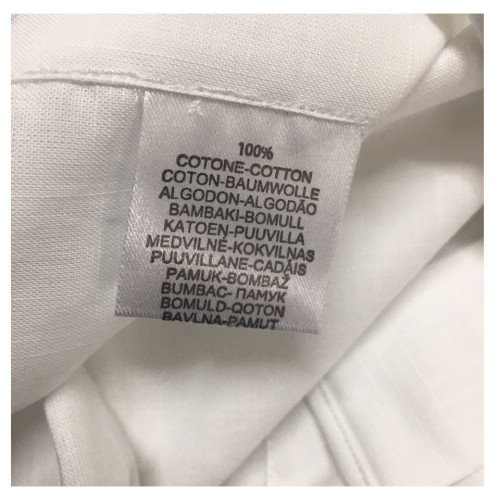 100%
COTONE-COTTON
COTON-BAUMWOLLE
ALGODON-ALGODÃO
BAMBAKI-BOMULL
KATOEN-PUUVILLA
MEDVILNĖ-KOKVILNAS
PUUVILLANE-CADÁIS
PAMUK-BOMBAŽ
BUMBAC- ПАМУК
BOMULD-QOTON
BAVLNA-PAMUT